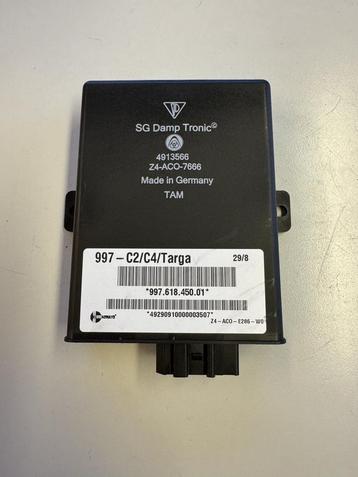 SG Damp Tronic©
4913566
Z4-ACO-7666
Made in Germany
TAM
997-C2/C4/Targa 29/8
*997.618.450.01*
*49290910000003507*
Z4-ACO-E286-W0